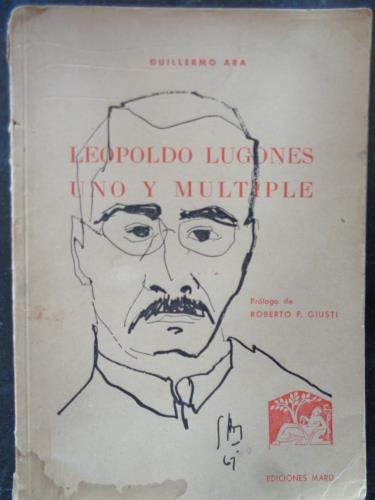 GUILLERMO ARA
LEOPOLDO LUGONES
UNO Y MULTIPLE
Prólogo de
ROBERTO F. GIUSTI
EDICIONES MARU